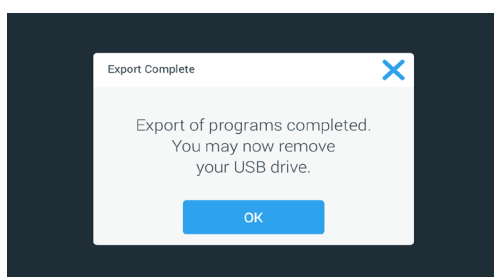 Export Complete
Export of programs completed.
You may now remove
your USB drive.
OK